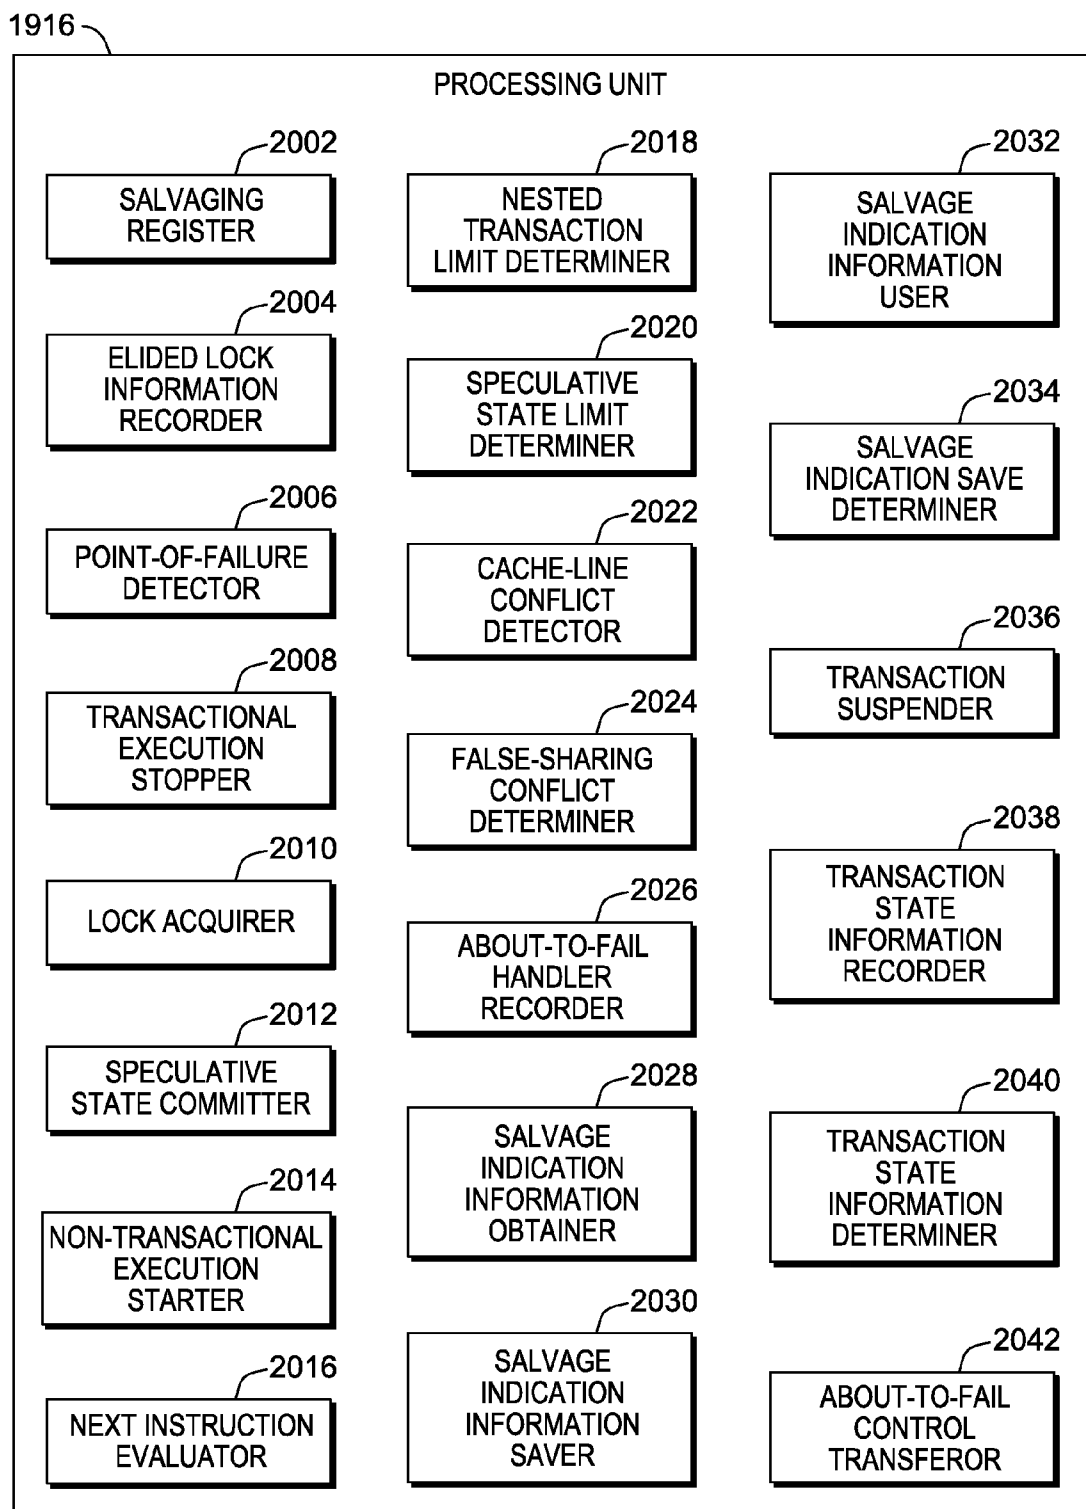 1916
PROCESSING UNIT
2002
SALVAGING
REGISTER
2004
ELIDED LOCK
INFORMATION
RECORDER
2006
POINT-OF-FAILURE
DETECTOR
2008
TRANSACTIONAL
EXECUTION
STOPPER
2010
LOCK ACQUIRER
2012
SPECULATIVE
STATE COMMITTER
2014
NON-TRANSACTIONAL
EXECUTION
STARTER
2016
NEXT INSTRUCTION
EVALUATOR
2018
NESTED
TRANSACTION
LIMIT DETERMINER
2020
SPECULATIVE
STATE LIMIT
DETERMINER
2022
CACHE-LINE
CONFLICT
DETECTOR
2024
FALSE-SHARING
CONFLICT
DETERMINER
2026
ABOUT-TO-FAIL
HANDLER
RECORDER
2028
SALVAGE
INDICATION
INFORMATION
OBTAINER
2030
SALVAGE
INDICATION
INFORMATION
SAVER
2032
SALVAGE
INDICATION
INFORMATION
USER
2034
SALVAGE
INDICATION SAVE
DETERMINER
2036
TRANSACTION
SUSPENDER
2038
TRANSACTION
STATE
INFORMATION
RECORDER
2040
TRANSACTION
STATE
INFORMATION
DETERMINER
2042
ABOUT-TO-FAIL
CONTROL
TRANSFEROR